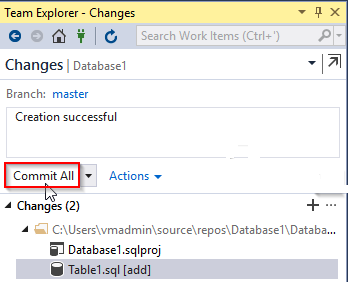 Team Explorer - Changes
Search Work Items (Ctrl+')
Changes | Database1
Branch: master
Creation successful
Commit All
Actions
Changes (2)
C:\Users\vmadmin\source\repos\Database1\Databa...
Database1.sqlproj
Table1.sql [add]